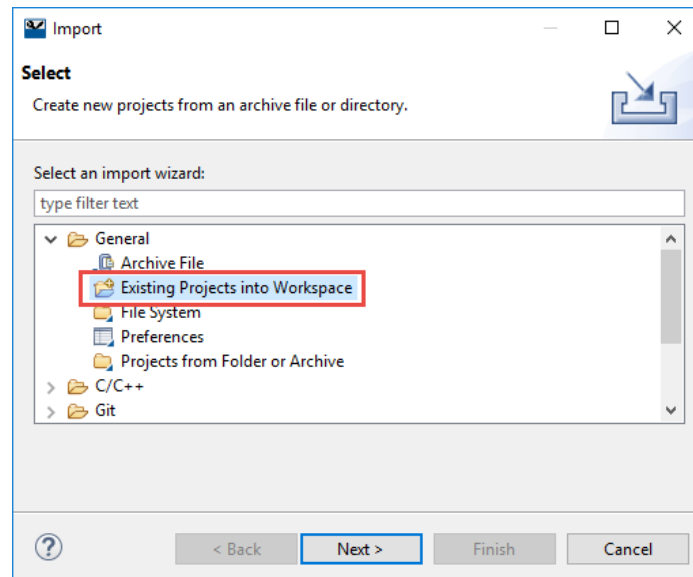 Import
Select
Create new projects from an archive file or directory.
Select an import wizard:
type filter text
General
Archive File
Existing Projects into Workspace
File System
Preferences
Projects from Folder or Archive
C/C++
Git
?
< Back
Next >
Finish
Cancel